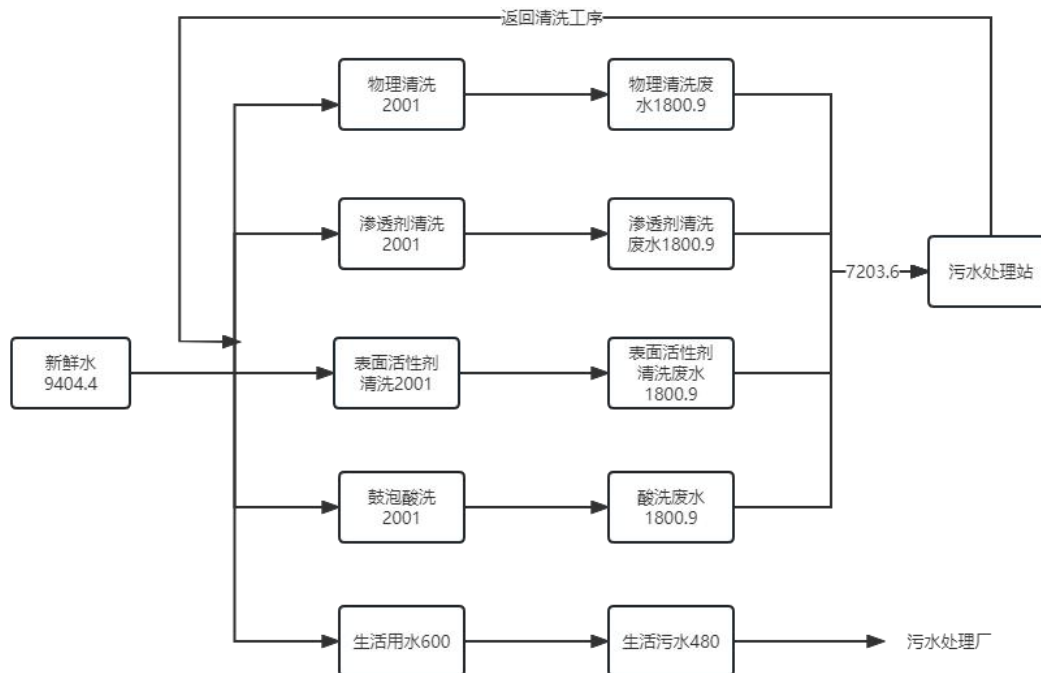 返回清洗工序
物理清洗
2001
物理清洗废
水1800.9
渗透剂清洗
2001
渗透剂清洗
废水1800.9
7203.6
污水处理站
新鲜水
9404.4
表面活性剂
清洗2001
表面活性剂
清洗废水
1800.9
鼓泡酸洗
2001
酸洗废水
1800.9
生活用水600
生活污水480
污水处理厂